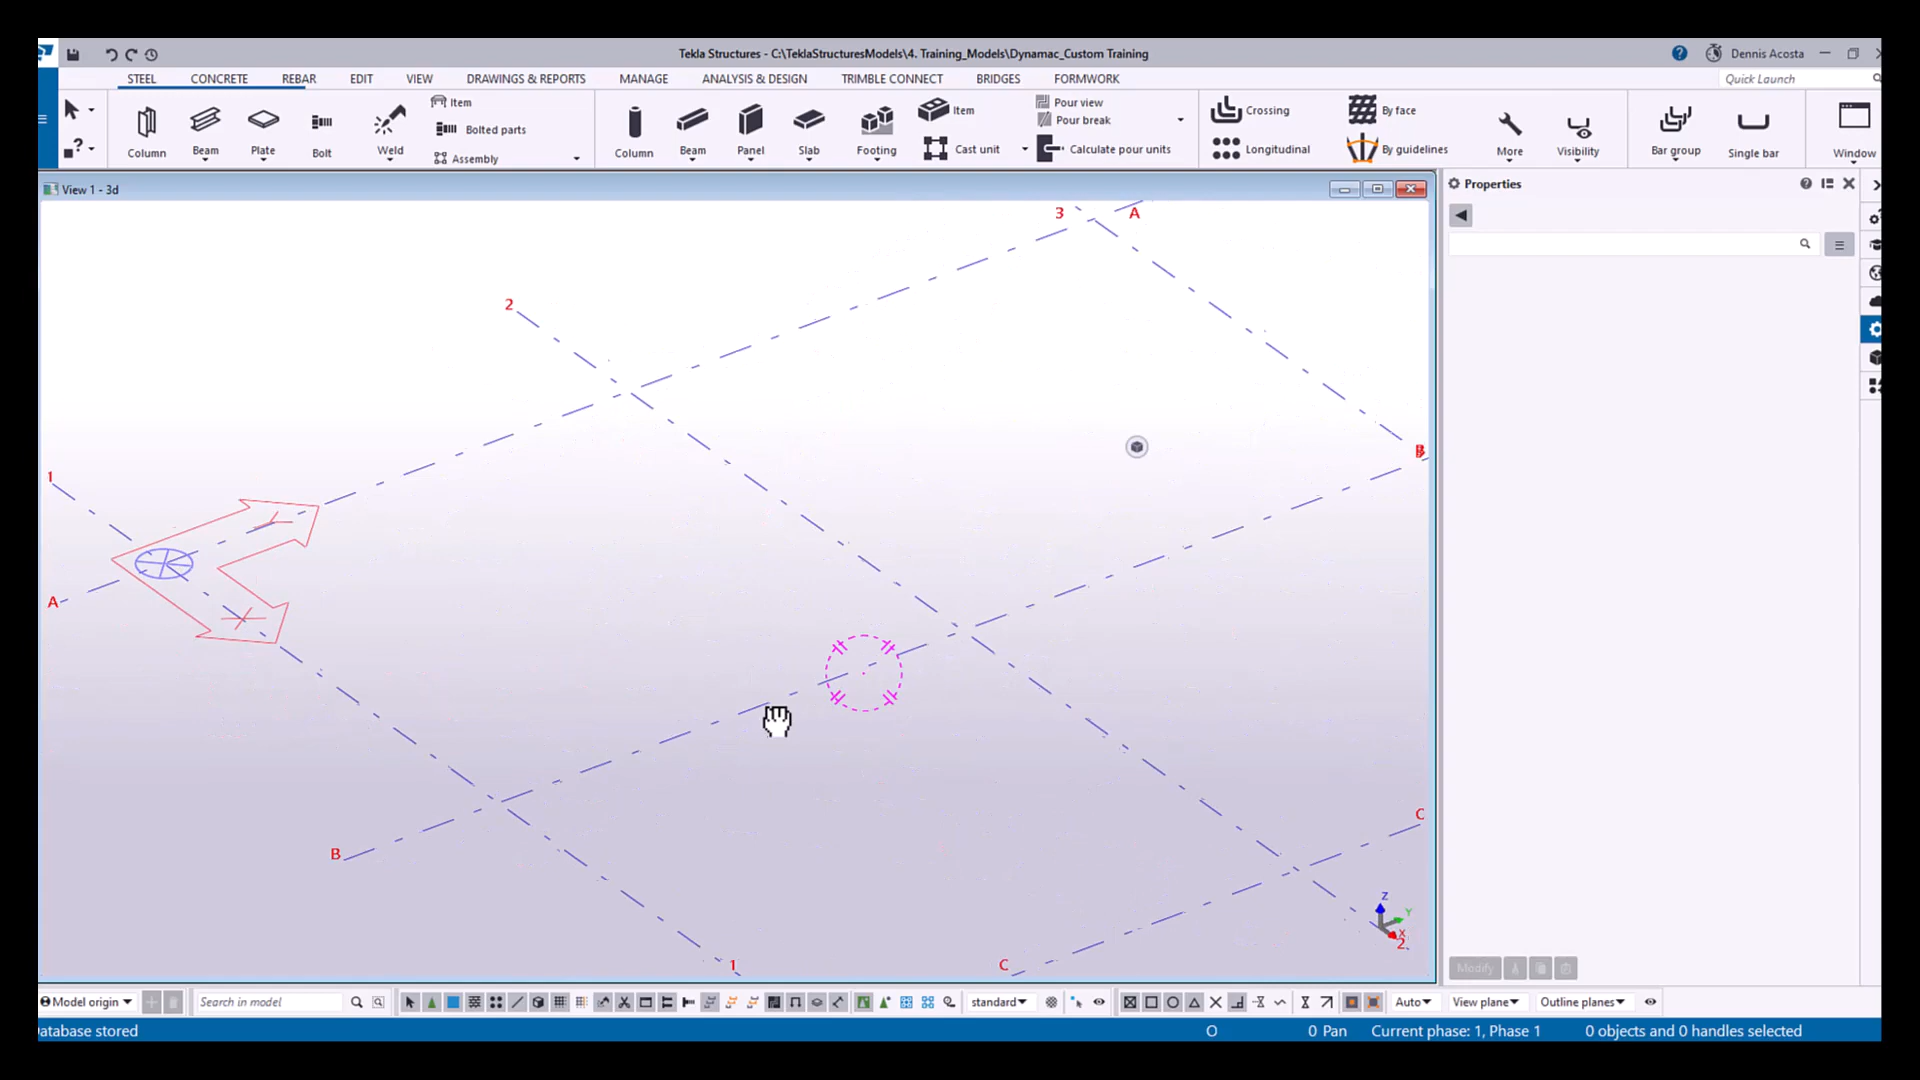 Tekla Structures - C:\TeklaStructuresModels\4. Training_Models\Dynamac_Custom Training
Dennis Acosta
STEEL CONCRETE REBAR EDIT VIEW DRAWINGS & REPORTS MANAGE ANALYSIS & DESIGN TRIMBLE CONNECT BRIDGES FORMWORK
Quick Launch
Item
Bolted parts
Assembly
Column Beam Plate Bolt Weld
Item
Cast unit
Pour view
Pour break
Calculate pour units
Column Beam Panel Slab Footing
Crossing
Longitudinal
By face
By guidelines
More Visibility
Bar group Single bar
Window
View 1 - 3d
Properties
3 A
2
1
B
A
C
B
1 C
Z
Y
X
2
Modify
Model origin
Search in model
standard
Auto
View plane
Outline planes
atabase stored
O
0 Pan
Current phase: 1, Phase 1
0 objects and 0 handles selected